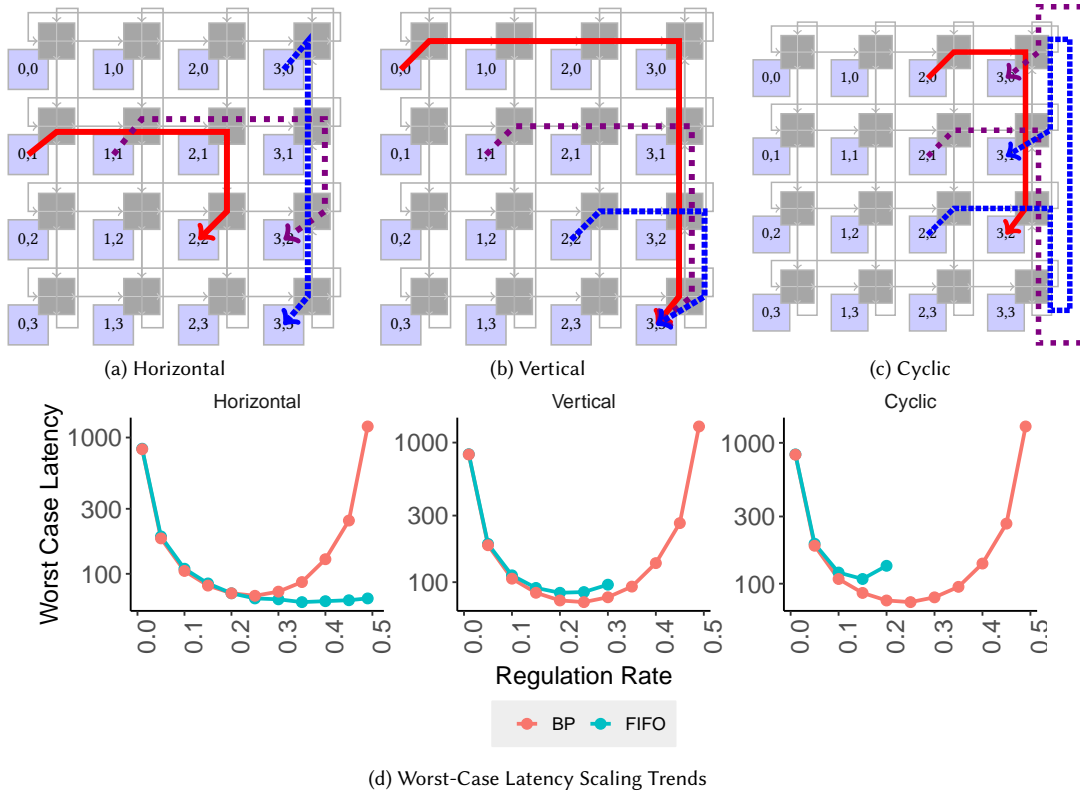 0,0 1,0 2,0 3,0
0,1 1,1 2,1 3,1
0,2 1,2 2,2 3,2
0,3 1,3 2,3 3,3
(a) Horizontal
0,0 1,0 2,0 3,0
0,1 1,1 2,1 3,1
0,2 1,2 2,2 3,2
0,3 1,3 2,3 3,3
(b) Vertical
0,0 1,0 2,0 3,0
0,1 1,1 2,1 3,1
0,2 1,2 2,2 3,2
0,3 1,3 2,3 3,3
(c) Cyclic
Worst Case Latency
Horizontal
1000
300
100
0.0 0.1 0.2 0.3 0.4 0.5
Vertical
1000
300
100
0.0 0.1 0.2 0.3 0.4 0.5
Cyclic
1000
300
100
0.0 0.1 0.2 0.3 0.4 0.5
Regulation Rate
BP FIFO
(d) Worst-Case Latency Scaling Trends